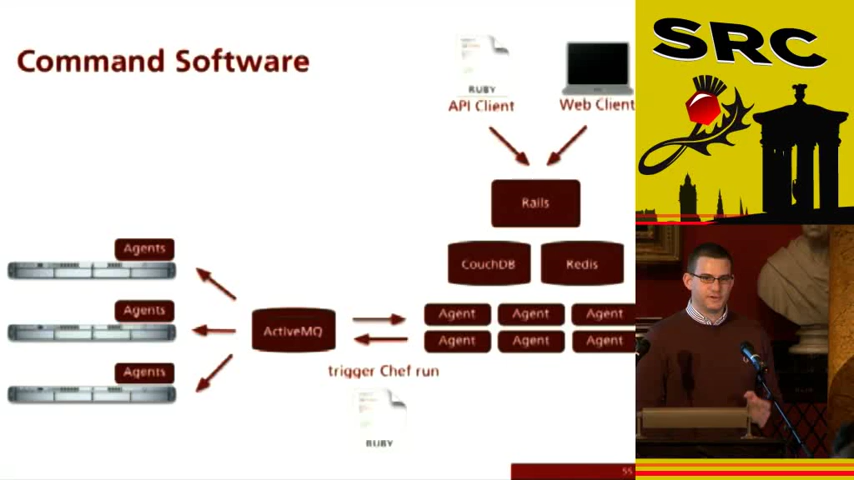 Command Software
RUBY
API Client
Web Client
Rails
CouchDB
Redis
Agents
Agents
Agents
ActiveMQ
Agent
Agent
Agent
Agent
Agent
Agent
trigger Chef run
RUBY
55
SRC